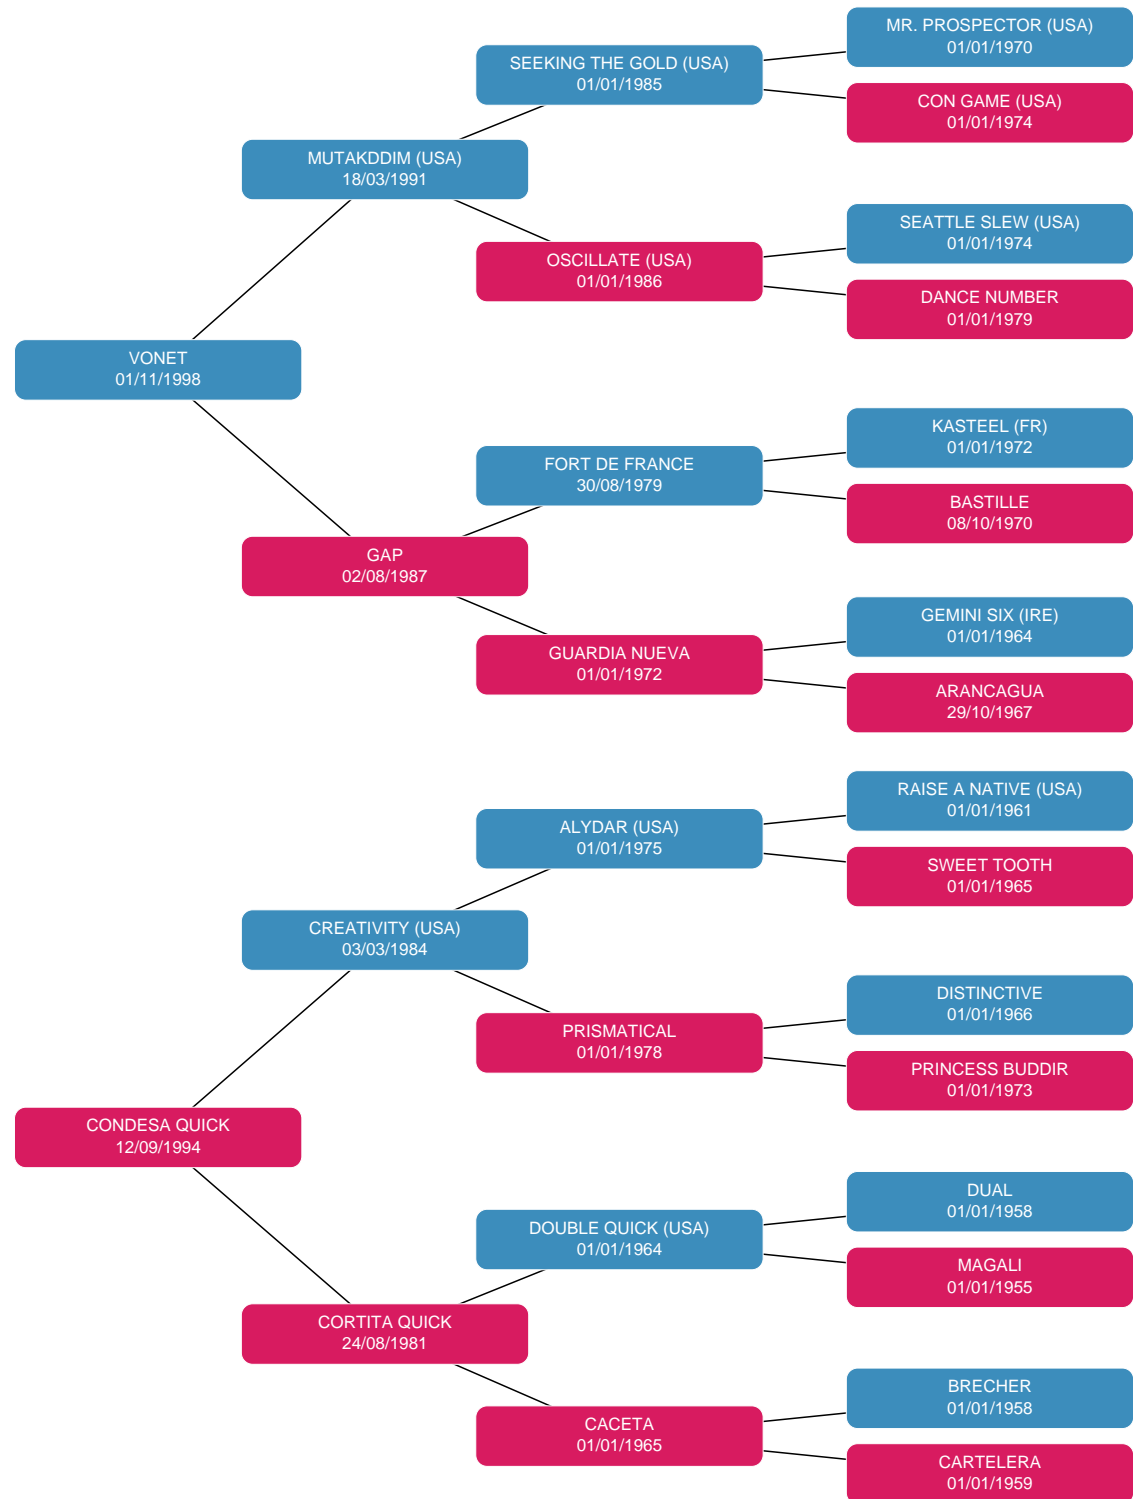 MR. PROSPECTOR (USA)
01/01/1970
SEEKING THE GOLD (USA)
01/01/1985
CON GAME (USA)
01/01/1974
MUTAKDDIM (USA)
18/03/1991
SEATTLE SLEW (USA)
01/01/1974
OSCILLATE (USA)
01/01/1986
DANCE NUMBER
01/01/1979
VONET
01/11/1998
KASTEEL (FR)
01/01/1972
FORT DE FRANCE
30/08/1979
BASTILLE
08/10/1970
GAP
02/08/1987
GEMINI SIX (IRE)
01/01/1964
GUARDIA NUEVA
01/01/1972
ARANCAGUA
29/10/1967
RAISE A NATIVE (USA)
01/01/1961
ALYDAR (USA)
01/01/1975
SWEET TOOTH
01/01/1965
CREATIVITY (USA)
03/03/1984
DISTINCTIVE
01/01/1966
PRISMATICAL
01/01/1978
PRINCESS BUDDIR
01/01/1973
CONDESA QUICK
12/09/1994
DUAL
01/01/1958
DOUBLE QUICK (USA)
01/01/1964
MAGALI
01/01/1955
CORTITA QUICK
24/08/1981
BRECHER
01/01/1958
CACETA
01/01/1965
CARTELERA
01/01/1959